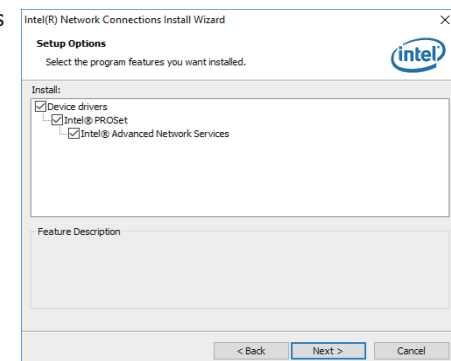 s
Intel(R) Network Connections Install Wizard
Setup Options
Select the program features you want installed.
intel
Install:
Device drivers
Intel® PROSet
Intel® Advanced Network Services
Feature Description
< Back Next > Cancel